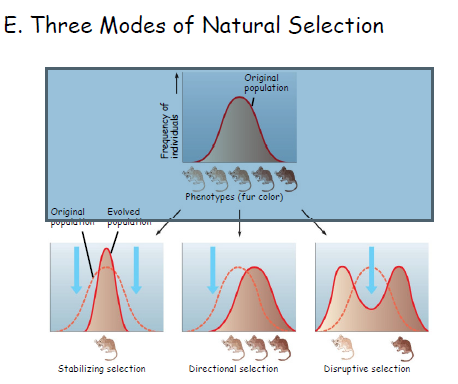 E. Three Modes of Natural Selection
Original
population
Frequency of
individuals
Phenotypes (fur color)
Original
population
Evolved
population
Stabilizing selection
Directional selection
Disruptive selection